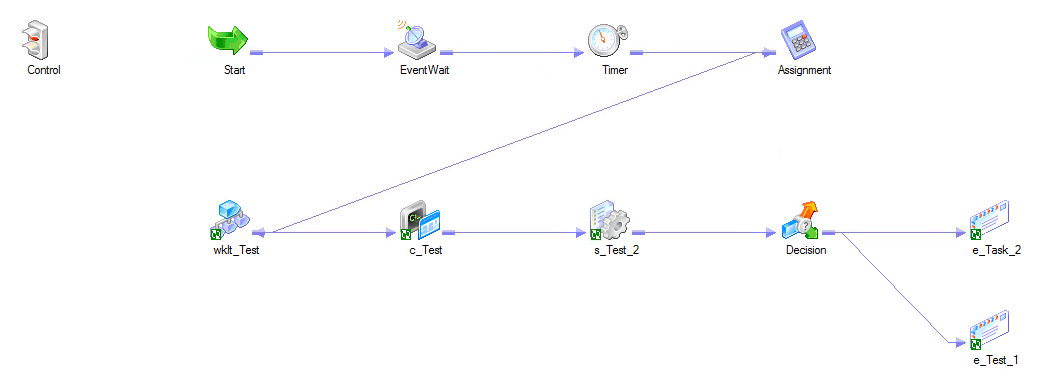 Control
Start
EventWait
Timer
Assignment
wklt_Test
c_Test
s_Test_2
Decision
e_Task_2
e_Test_1